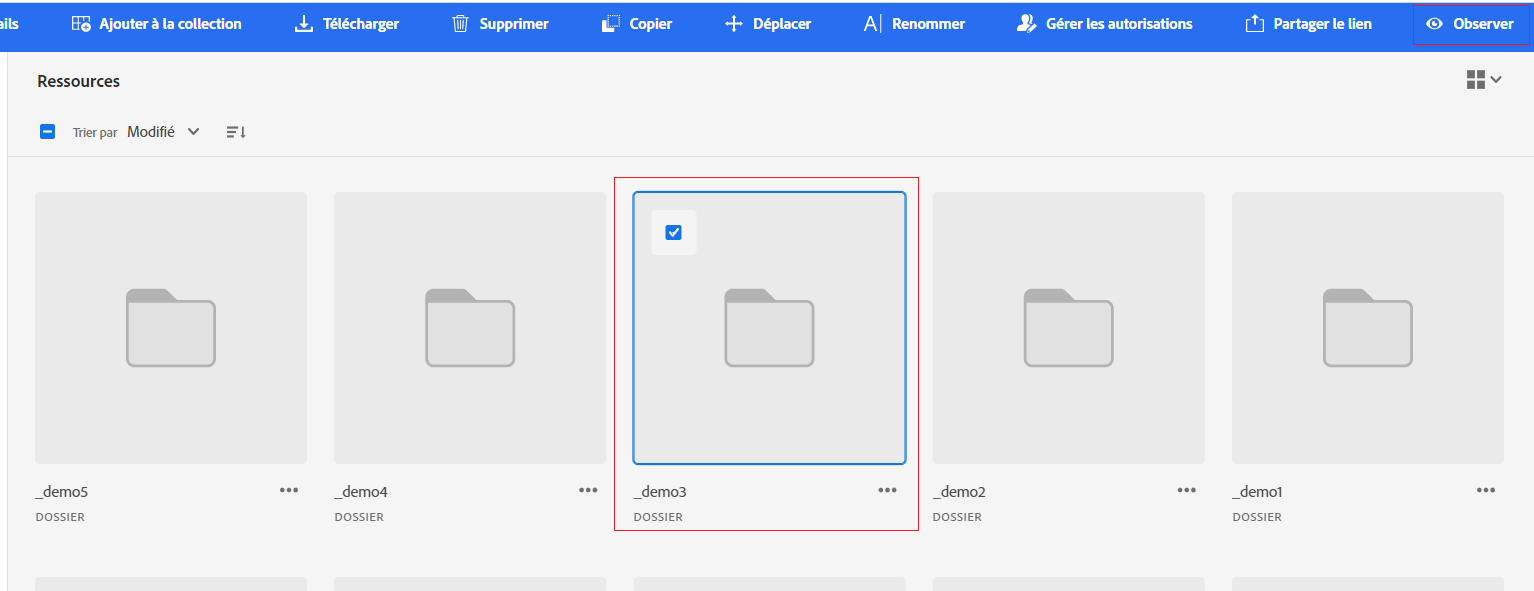 ails Ajouter à la collection Télécharger Supprimer Copier Déplacer Renommer Gérer les autorisations Partager le lien Observer
Ressources
Trier par Modifié
_demo5 _demo4 _demo3 _demo2 _demo1
DOSSIER DOSSIER DOSSIER DOSSIER DOSSIER